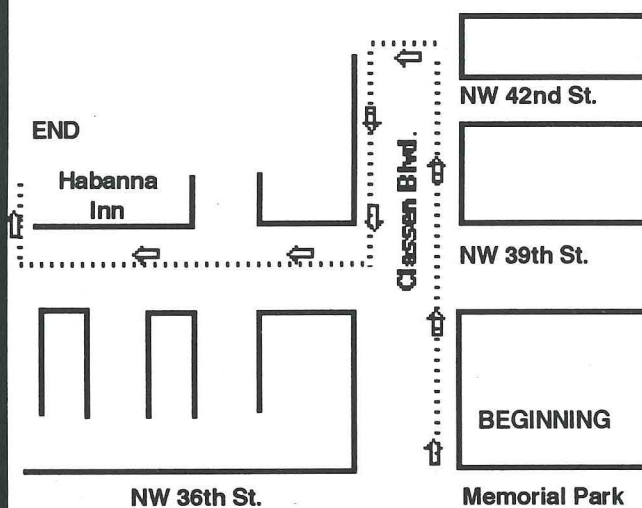 NW 42nd St.
END
Habanna
Inn
Classen Blvd.
NW 39th St.
BEGINNING
NW 36th St.
Memorial Park